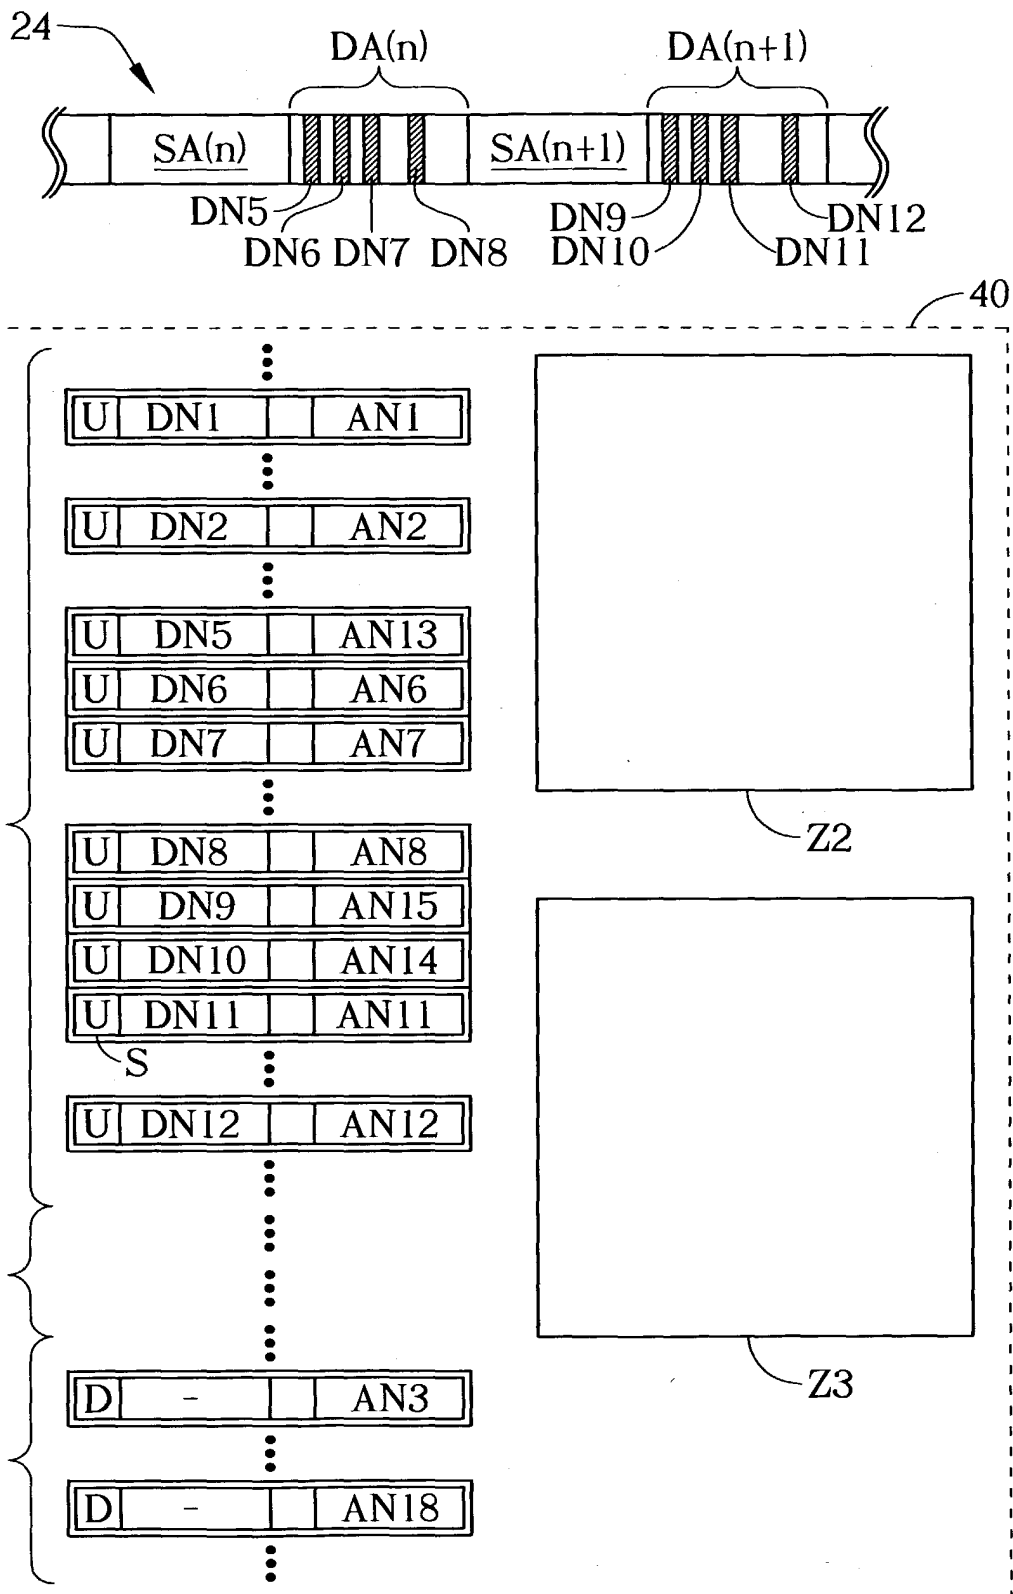 24
DA(n) DA(n+1)
SA(n) SA(n+1)
DN5 DN9 DN12
DN6 DN7 DN8 DN10 DN11
40
U DN1 AN1
U DN2 AN2
U DN5 AN13
U DN6 AN6
U DN7 AN7
Z2
U DN8 AN8
U DN9 AN15
U DN10 AN14
U DN11 AN11
S
U DN12 AN12
Z3
D - AN3
D - AN18